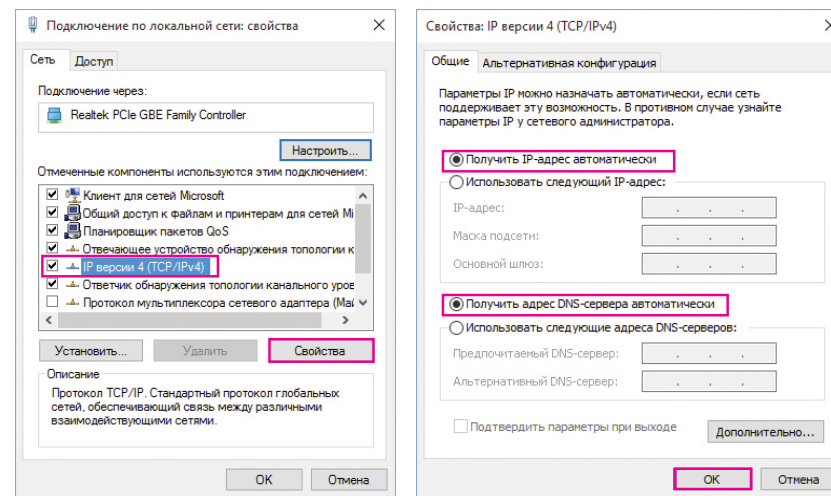 Подключение по локальной сети: свойства
Сеть
Доступ
Подключение через:
Realtek PCIe GBE Family Controller
Настроить...
Отмеченные компоненты используются этим подключением:
Клиент для сетей Microsoft
Общий доступ к файлам и принтерам для сетей Mi
Планировщик пакетов QoS
Отвечающее устройство обнаружения топологии к
IP версии 4 (TCP/IPv4)
Ответчик обнаружения топологии канального уров
Протокол мультиплексора сетевого адаптера (Май
Установить...
Удалить
Свойства
Описание
Протокол TCP/IP. Стандартный протокол глобальных
сетей, обеспечивающий связь между различными
взаимодействующими сетями.
OK
Отмена
Свойства: IP версии 4 (TCP/IPv4)
Общие
Альтернативная конфигурация
Параметры IP можно назначать автоматически, если сеть
поддерживает эту возможность. В противном случае узнайте
параметры IP у сетевого администратора.
Получить IP-адрес автоматически
Использовать следующий IP-адрес:
IP-адрес:
Маска подсети:
Основной шлюз:
Получить адрес DNS-сервера автоматически
Использовать следующие адреса DNS-серверов:
Предпочитаемый DNS-сервер:
Альтернативный DNS-сервер:
Подтвердить параметры при выходе
Дополнительно...
OK
Отмена